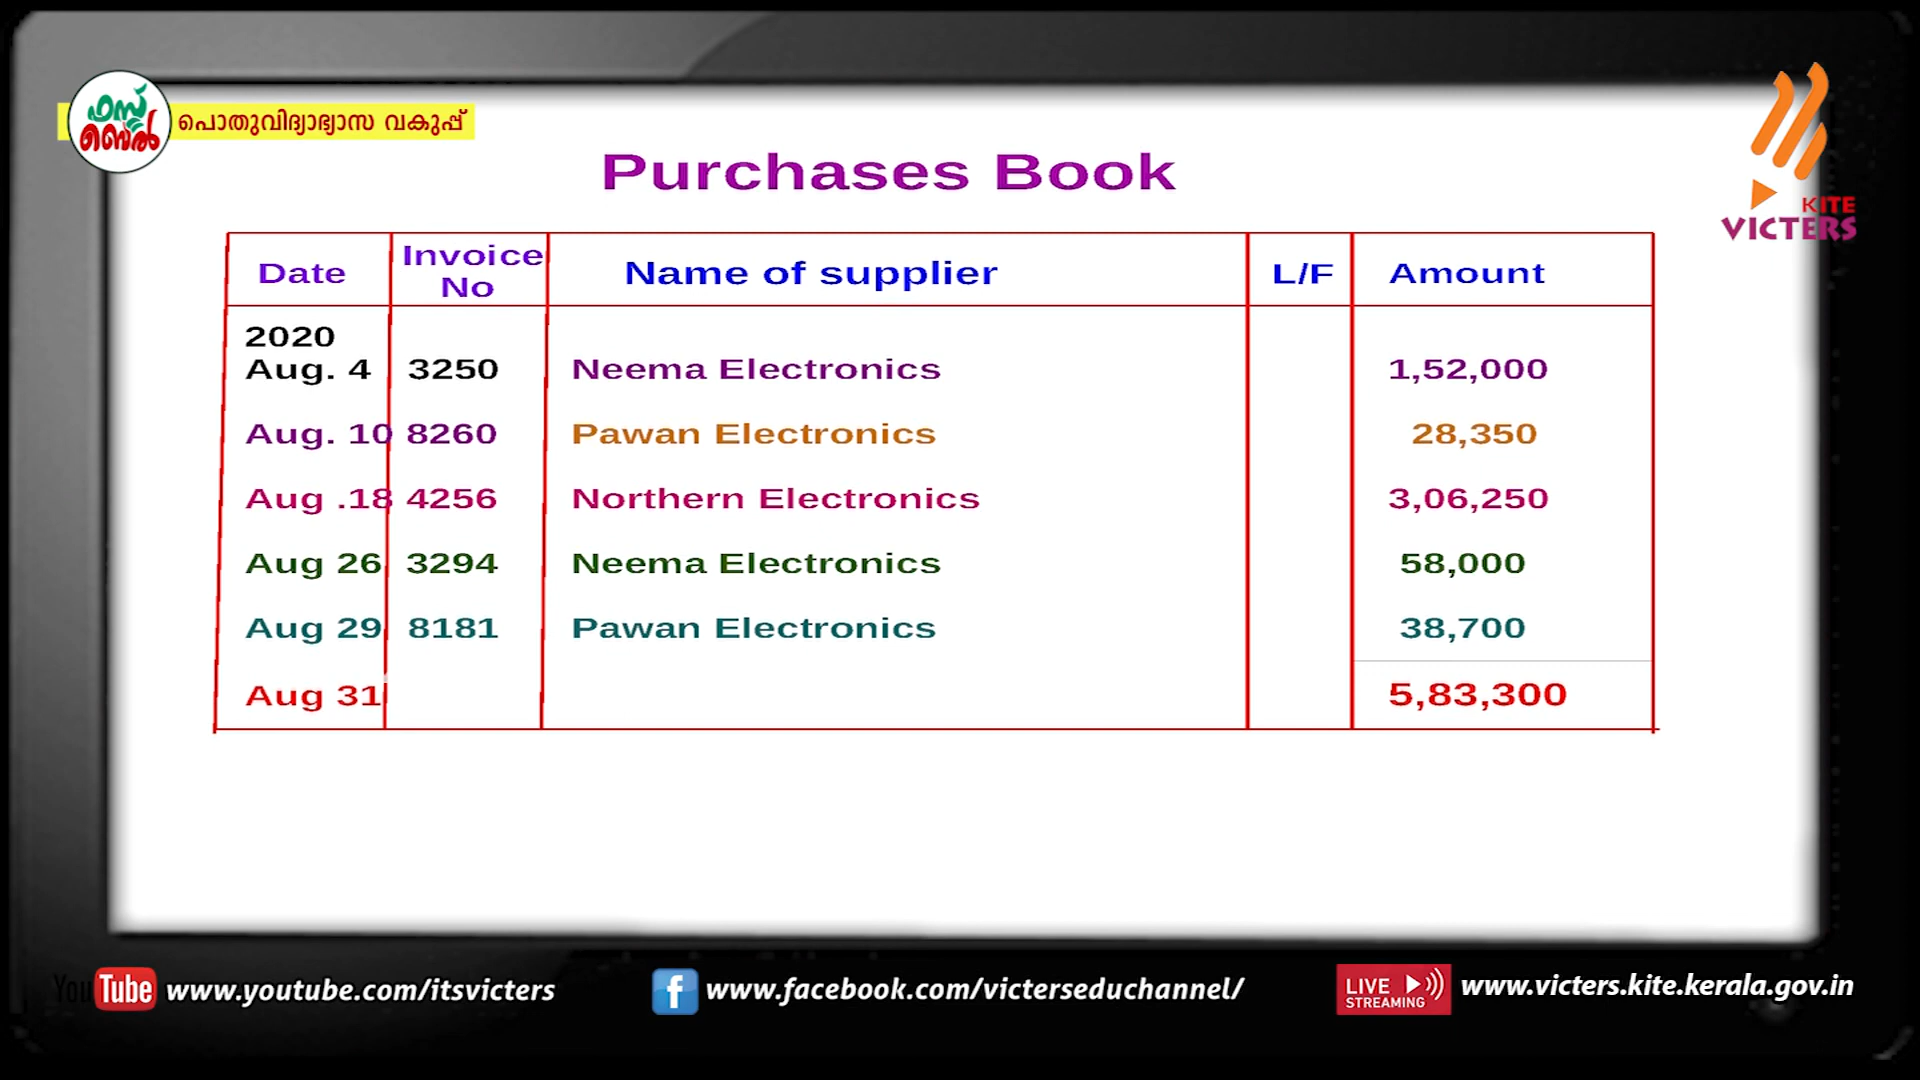 ഫസ്റ്റ്
ബെൽ
പൊതുവിദ്യാഭ്യാസ വകുപ്പ്
KITE
VICTERS
Purchases Book
Date Invoice No Name of supplier L/F Amount
2020
Aug. 4 3250 Neema Electronics 1,52,000
Aug. 10 8260 Pawan Electronics 28,350
Aug .18 4256 Northern Electronics 3,06,250
Aug 26 3294 Neema Electronics 58,000
Aug 29 8181 Pawan Electronics 38,700
Aug 31 5,83,300
You Tube www.youtube.com/itsvicters
f www.facebook.com/victerseduchannel/
LIVE STREAMING www.victers.kite.kerala.gov.in